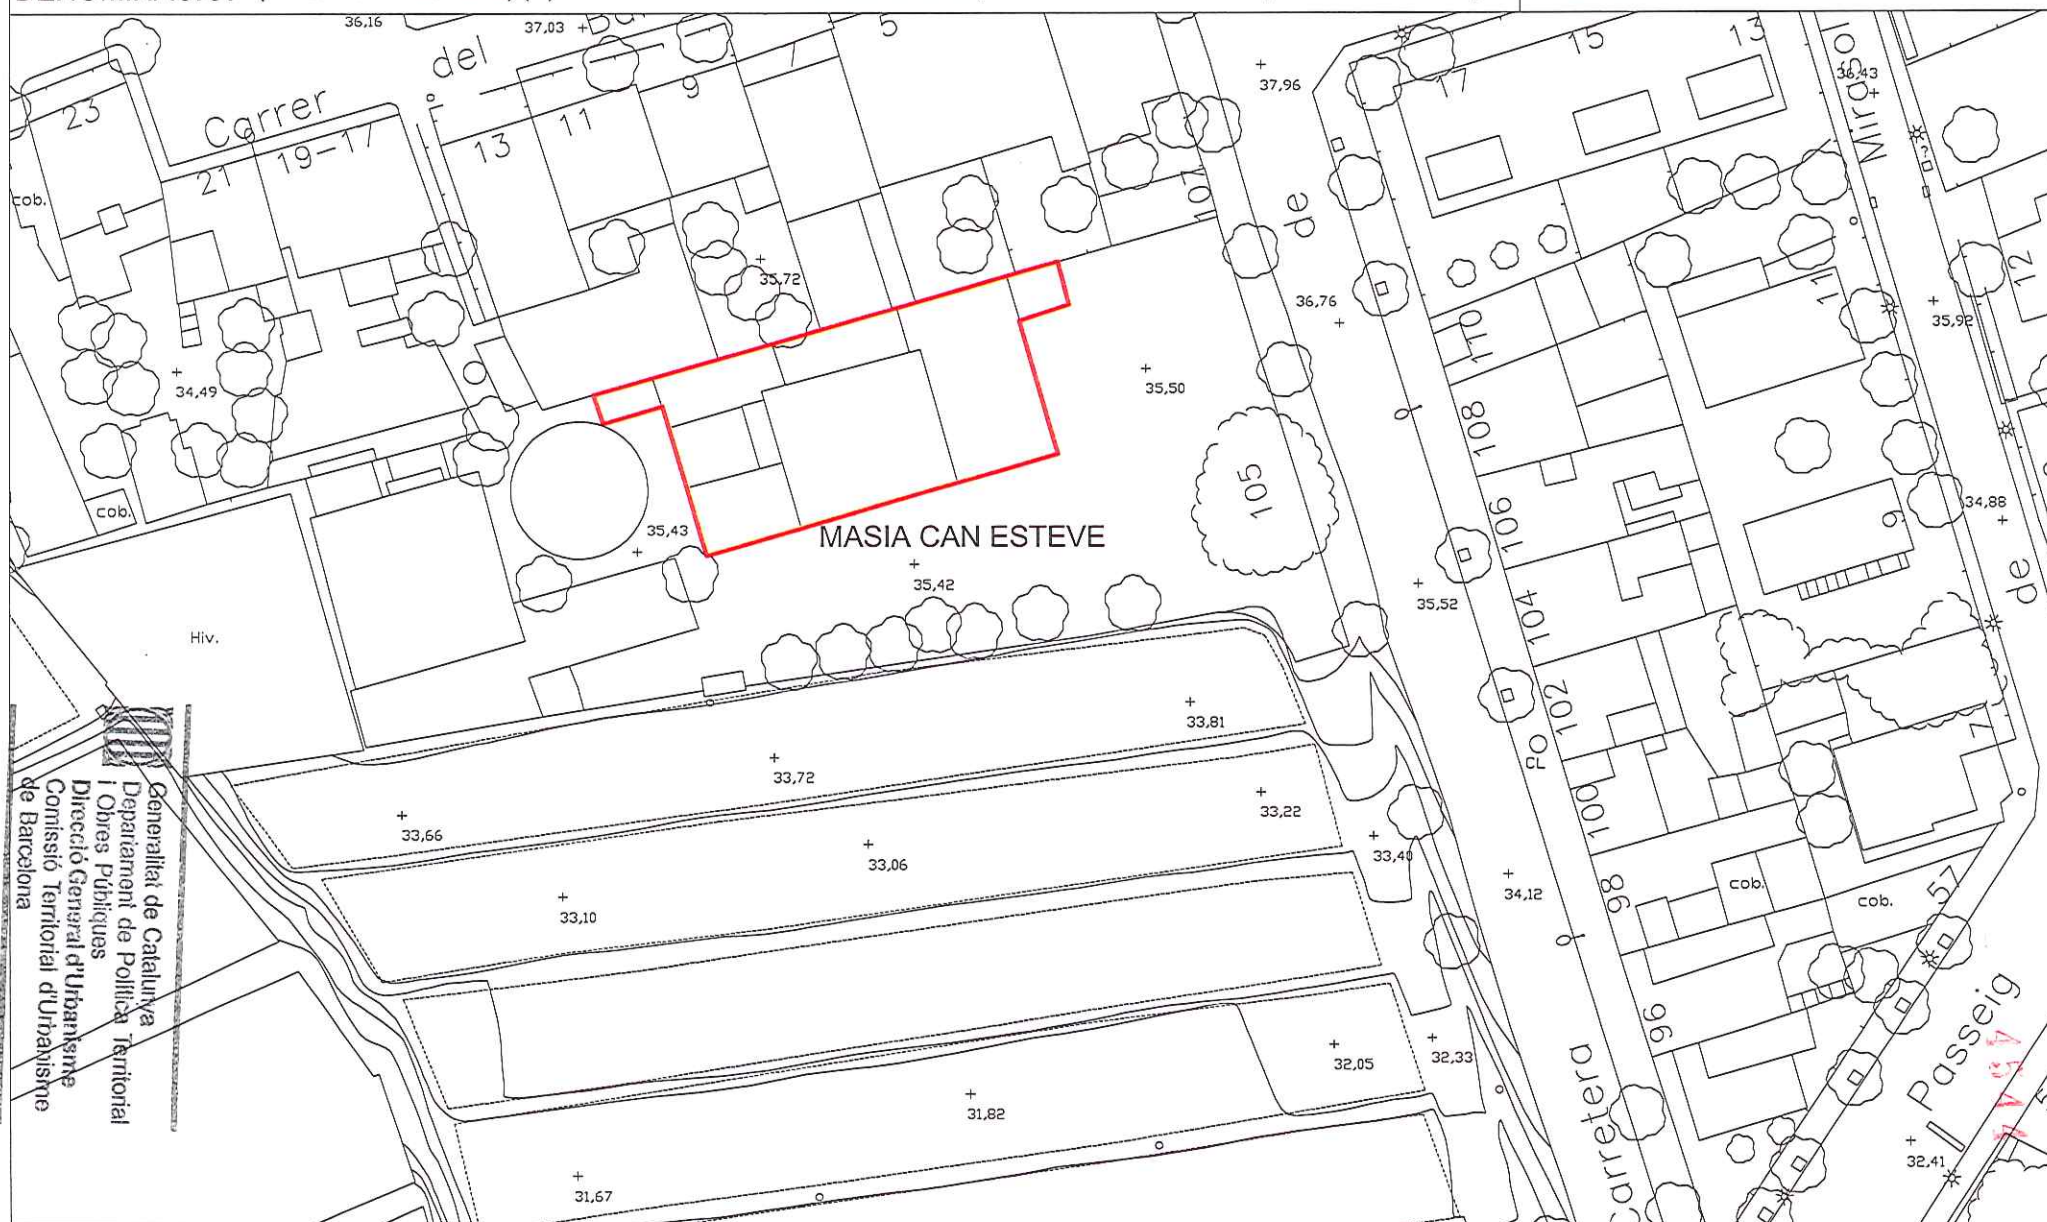 36,16
37,03
del
Carrer
23
21
19-17
13
11
9
7
5
37,96
17
15
13
Mirasol
36,43
cob.
107
de
35,72
36,76
12
11
35,92
110
34,49
35,50
108
105
cob.
106
9
34,88
35,43
MASIA CAN ESTEVE
35,42
35,52
104
de
Hiv.
102
7
33,81
33,72
33,22
100
33,66
33,06
33,40
34,12
98
cob.
cob.
57
33,10
96
Passeig
32,05
32,33
31,82
Carretera
32,41
31,67
Generalitat de Catalunya
Departament de Política Territorial
i Obres Públiques
Direcció General d'Urbanisme
Comissió Territorial d'Urbanisme
de Barcelona